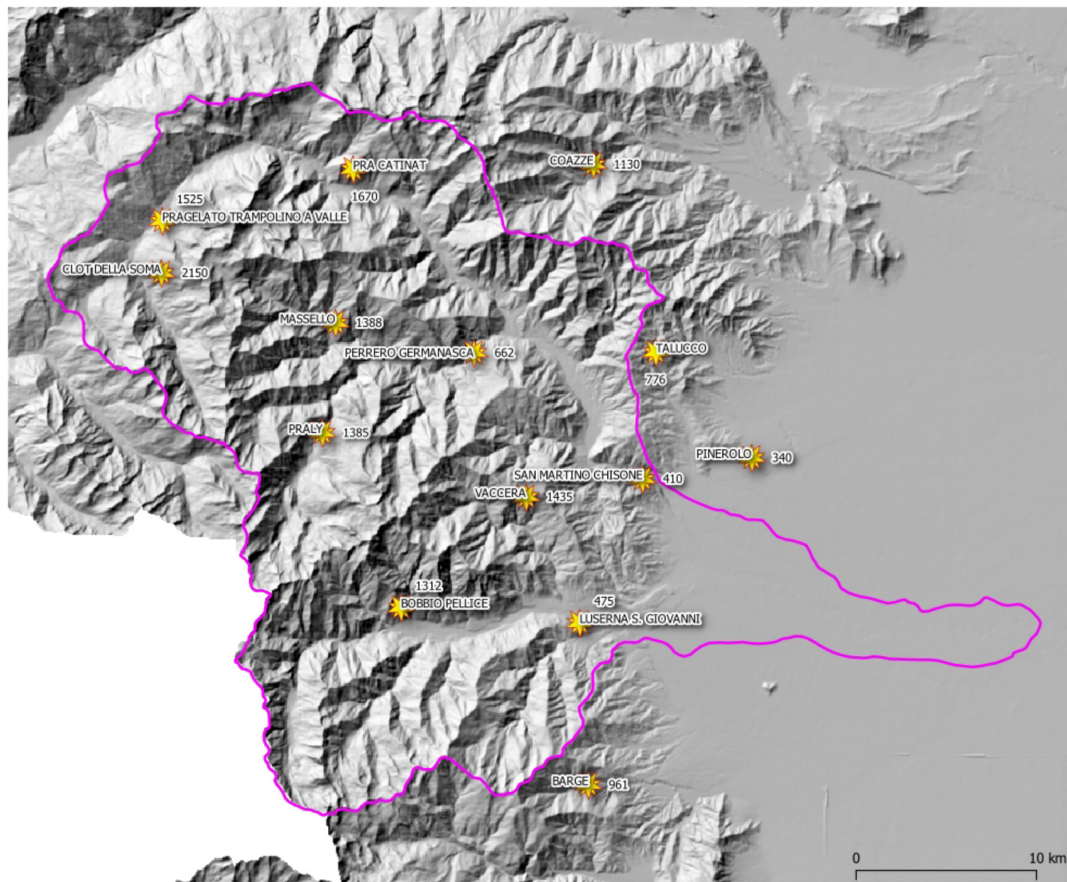 PRA CATINAT
1670
COAZZE 1130
1525
PRAGELATO TRAMPOLINO A VALLE
CLOT DELLA SOMA 2150
MASSELLO 1388
PERRERO GERMANASCA 662
TALUCCO
776
PRALY 1385
PINEROLO 340
SAN MARTINO CHISONE 410
VACCERA 1435
1312
BOBBIO PELLICE
475
LUSERNA S. GIOVANNI
BARGE 961
0 10 km